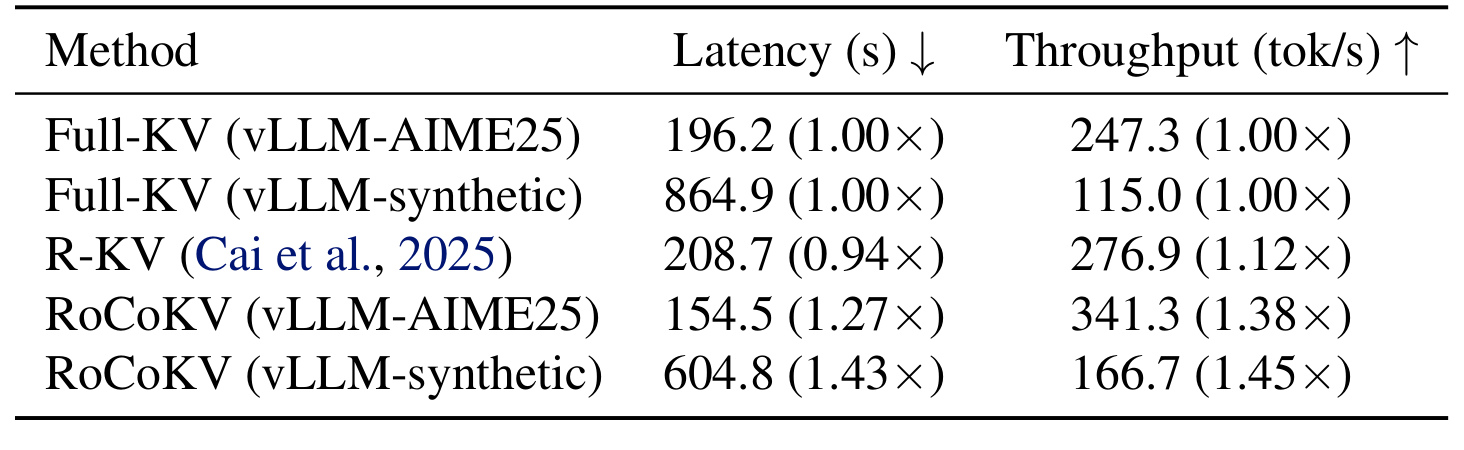 Method Latency (s) ↓ Throughput (tok/s) ↑
Full-KV (vLLM-AIME25) 196.2 (1.00×) 247.3 (1.00×)
Full-KV (vLLM-synthetic) 864.9 (1.00×) 115.0 (1.00×)
R-KV (Cai et al., 2025) 208.7 (0.94×) 276.9 (1.12×)
RoCoKV (vLLM-AIME25) 154.5 (1.27×) 341.3 (1.38×)
RoCoKV (vLLM-synthetic) 604.8 (1.43×) 166.7 (1.45×)